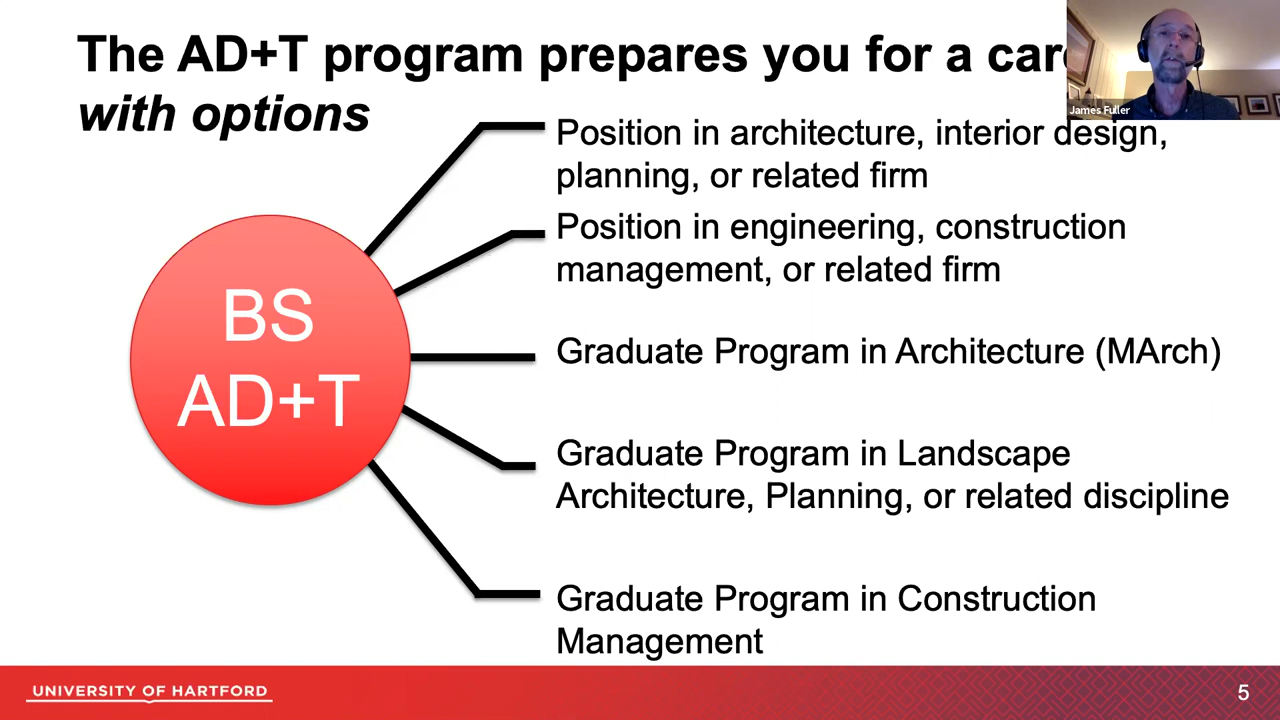 The AD+T program prepares you for a
with options
James Fuller
Position in architecture, interior design,
planning, or related firm
Position in engineering, construction
management, or related firm
BS
AD+T
Graduate Program in Architecture (MArch)
Graduate Program in Landscape
Architecture, Planning, or related discipline
Graduate Program in Construction
Management
UNIVERSITY OF HARTFORD
5